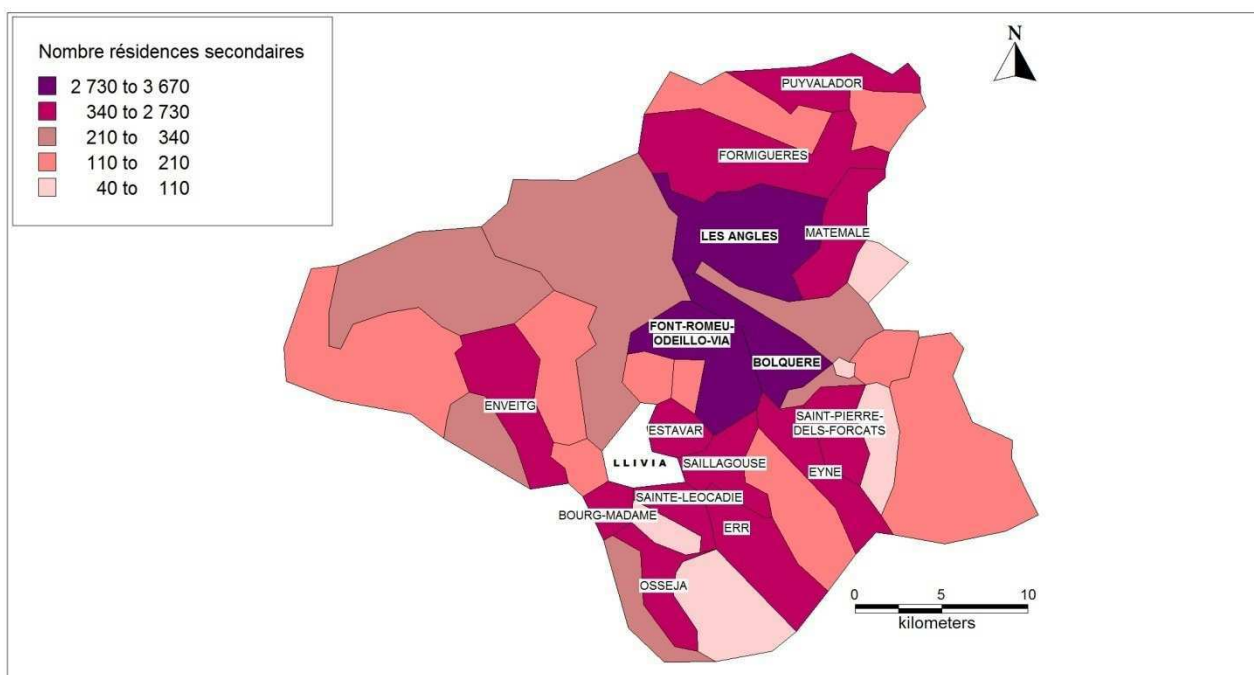 Nombre résidences secondaires
2 730 to 3 670
340 to 2 730
210 to 340
110 to 210
40 to 110
N
PUYVALADOR
FORMIGUERES
LES ANGLES
MATEMALE
FONT-ROMEU-
ODEILLO-VIA
BOLQUERE
ENVEITG
SAINT-PIERRE-
DELS-FORCATS
ESTAVAR
LLIVIA
SAILLAGOUSE
EYNE
SAINTE-LEOCADIE
BOURG-MADAME
ERR
OSSEJA
0 5 10
kilometers